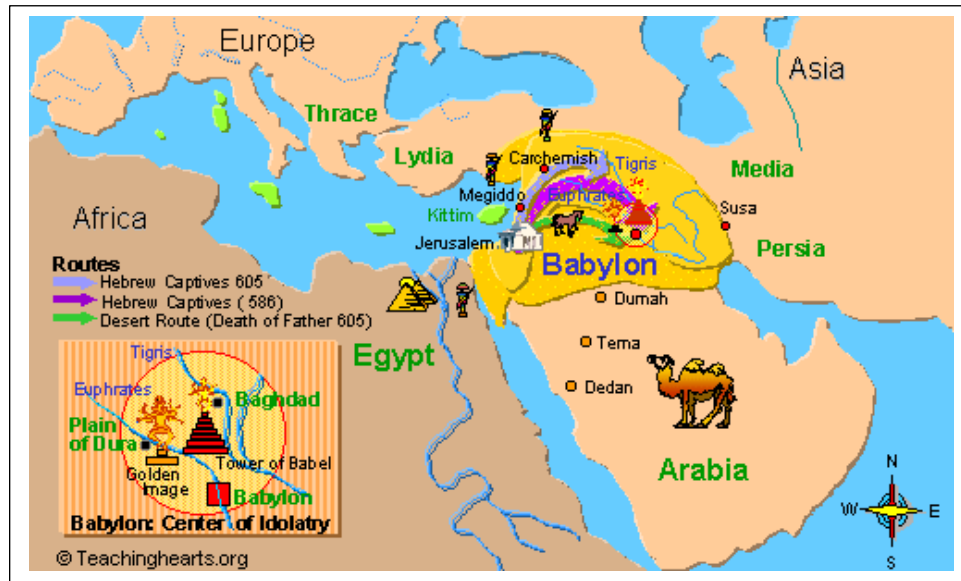 Europe
Asia
Thrace
Lydia
Carchemish
Tigris
Media
Megiddo
Euphrates
Africa
Kittim
Susa
Jerusalem
Persia
Babylon
Routes
Hebrew Captives 605
Hebrew Captives ( 586)
Desert Route (Death of Father 605)
Dumah
Egypt
Tema
Dedan
Arabia
Tigris
Euphrates
Baghdad
Plain
of Dura
Tower of Babel
Golden
Image
Babylon
Babylon: Center of Idolatry
N
W
E
S
© Teachinghearts.org